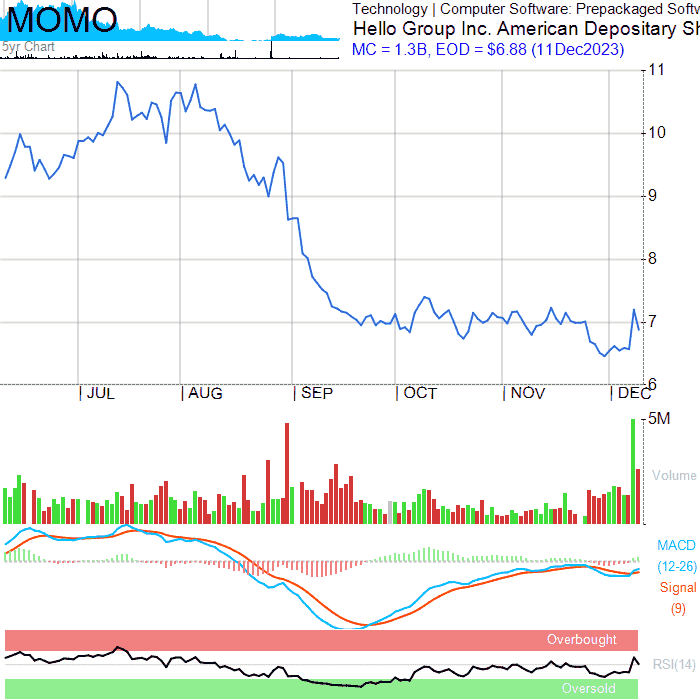 MOMO
5yr Chart
Technology | Computer Software: Prepackaged Softw
Hello Group Inc. American Depositary Sh
MC = 1.3B, EOD = $6.88 (11Dec2023)
11
10
9
8
7
6
JUL AUG SEP OCT NOV DEC
5M
Volume
MACD
(12-26)
Signal
(9)
Overbought
RSI(14)
Oversold